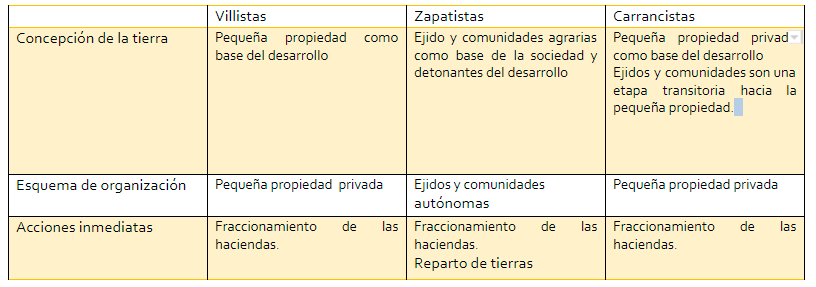 Villistas Zapatistas Carrancistas
Concepción de la tierra
Pequeña propiedad como
base del desarrollo
Ejido y comunidades agrarias
como base de la sociedad y
detonantes del desarrollo
Pequeña propiedad privada
como base del desarrollo
Ejidos y comunidades son una
etapa transitoria hacia la
pequeña propiedad.
Esquema de organización
Pequeña propiedad privada
Ejidos y comunidades
autónomas
Pequeña propiedad privada
Acciones inmediatas
Fraccionamiento de las
haciendas.
Fraccionamiento de las
haciendas.
Reparto de tierras
Fraccionamiento de las
haciendas.